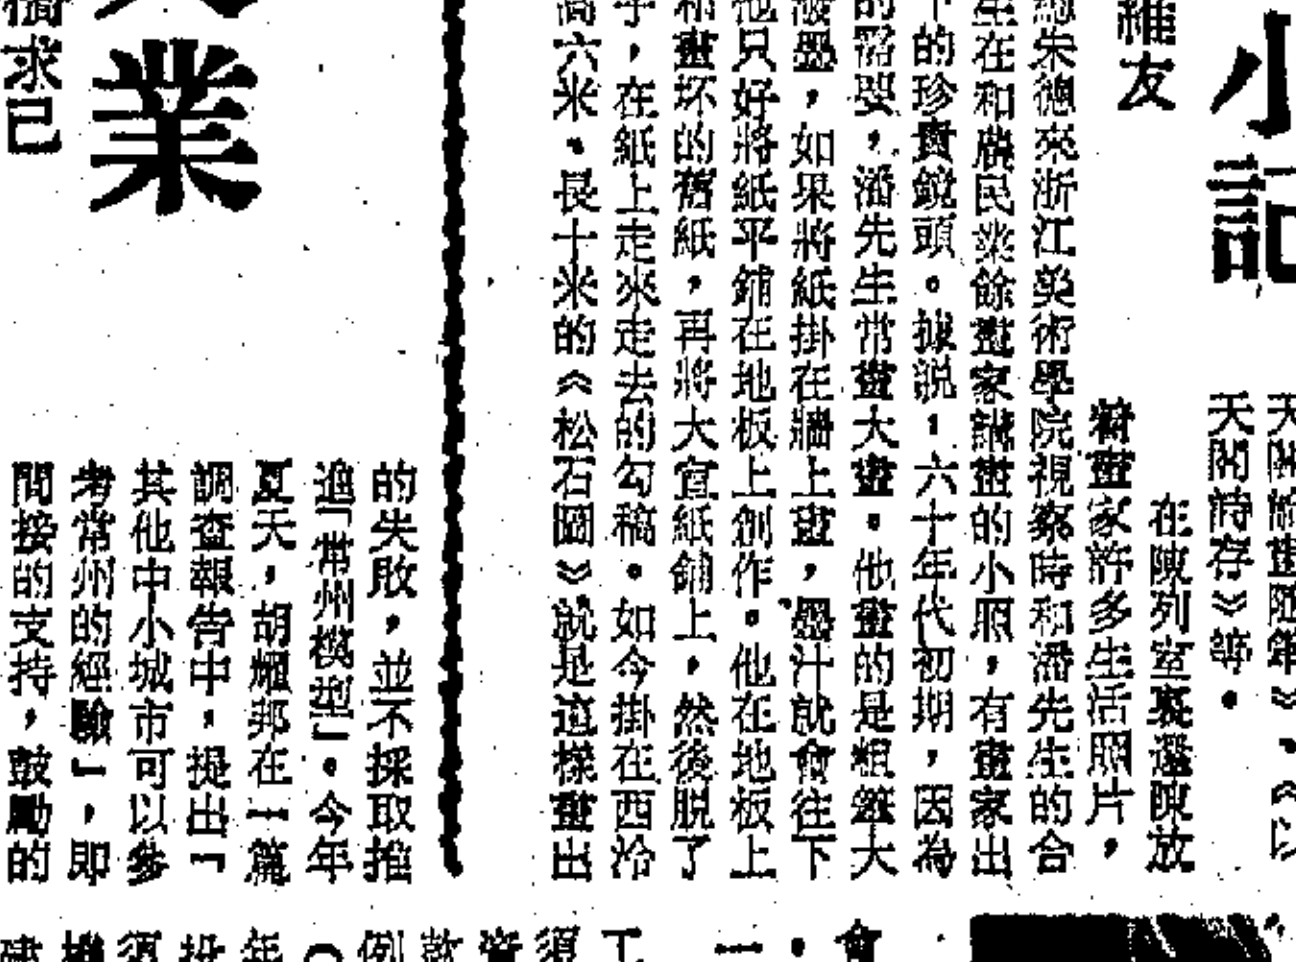 小記
維友
天閣詩存》等。
在陳列室裏還陳放
着畫家許多生活照片，
總朱德來浙江美術學院視察時和潘先生的合
生在和農民業餘畫家講畫的小照，有畫家出
下的珍貴鏡頭。據説：六十年代初期，因為
的需要，潘先生常畫大畫。他畫的是粗筆大
潑墨，如果將紙掛在牆上畫，墨汁就會往下
他只好將紙平鋪在地板上創作。他在地板上
和畫坏的舊紙，再將大宣紙鋪上，然後脱了
子，在紙上走來走去的勾稿。如今掛在西泠
高六米。長十米的《松石圖》就是這樣畫出
業
橋求已
的失敗，並不採取推
過「常州模型」。今年
夏天，胡耀邦在一篇
調查報告中，提出「
其他中小城市可以參
考常州的經驗」，即
間接的支持，鼓勵的